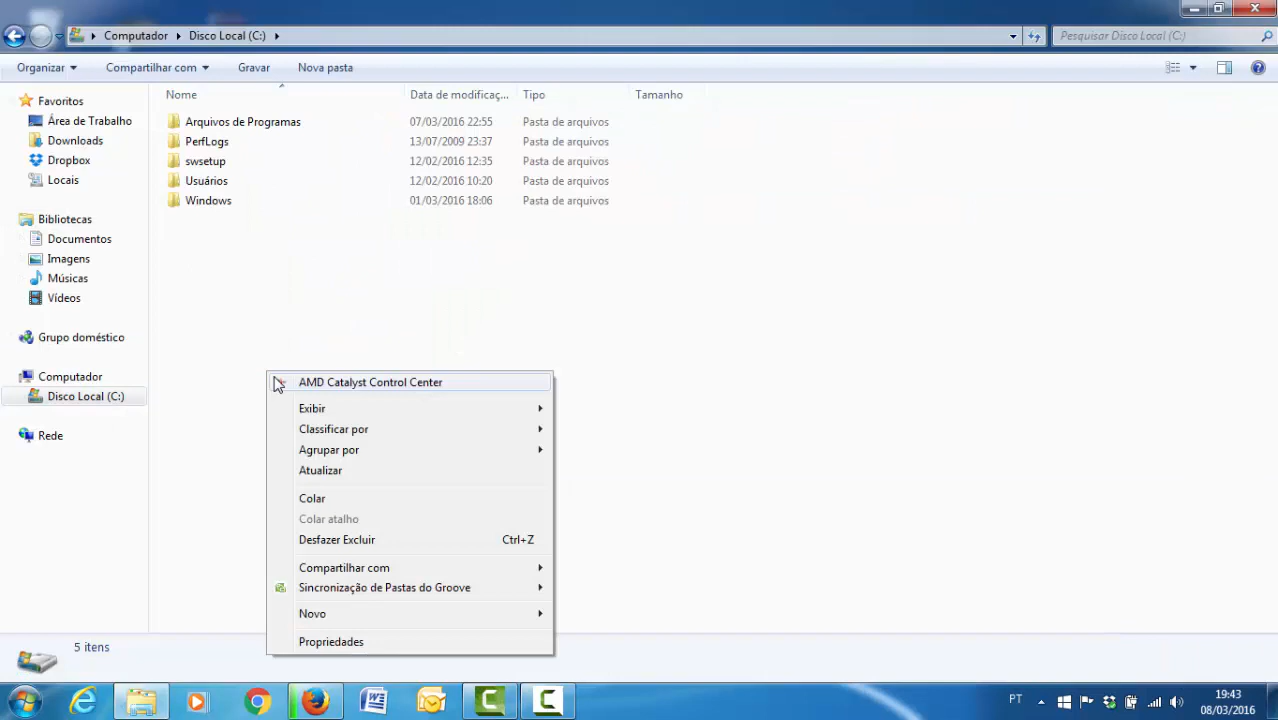 Computador Disco Local (C:) Pesquisar Disco Local (C:)
Organizar Compartilhar com Gravar Nova pasta
Nome Data de modificaç... Tipo Tamanho
Favoritos
Área de Trabalho
Downloads
Dropbox
Locais
Bibliotecas
Documentos
Imagens
Músicas
Vídeos
Grupo doméstico
Computador
Disco Local (C:)
Rede
Arquivos de Programas 07/03/2016 22:55 Pasta de arquivos
PerfLogs 13/07/2009 23:37 Pasta de arquivos
swsetup 12/02/2016 12:35 Pasta de arquivos
Usuários 12/02/2016 10:20 Pasta de arquivos
Windows 01/03/2016 18:06 Pasta de arquivos
AMD Catalyst Control Center
Exibir
Classificar por
Agrupar por
Atualizar
Colar
Colar atalho
Desfazer Excluir Ctrl+Z
Compartilhar com
Sincronização de Pastas do Groove
Novo
Propriedades
5 itens
PT 19:43
08/03/2016